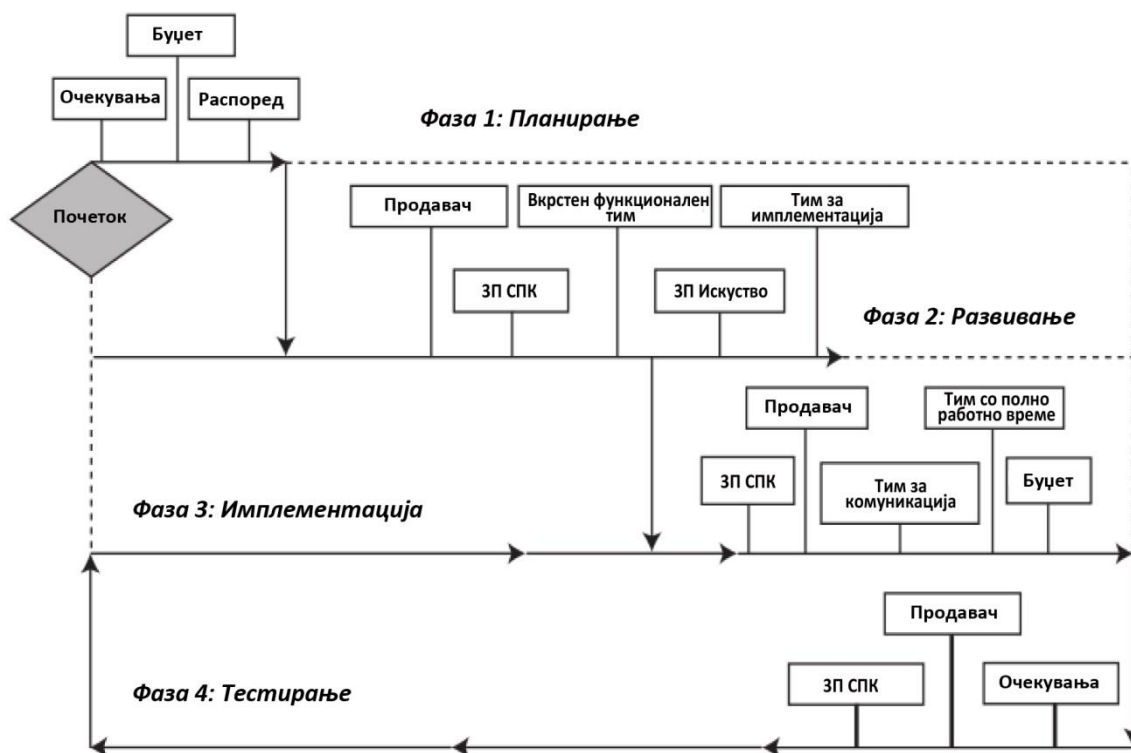 Буџет
Очекувања
Распоред
Фаза 1: Планирање
Почеток
Продавач
Вкрстен функционален
тим
Тим за
имплементација
ЗП СПК
ЗП Искуство
Фаза 2: Развивање
Продавач
Тим со полно
работно време
ЗП СПК
Тим за
комуникација
Буџет
Фаза 3: Имплементација
Продавач
ЗП СПК
Очекувања
Фаза 4: Тестирање